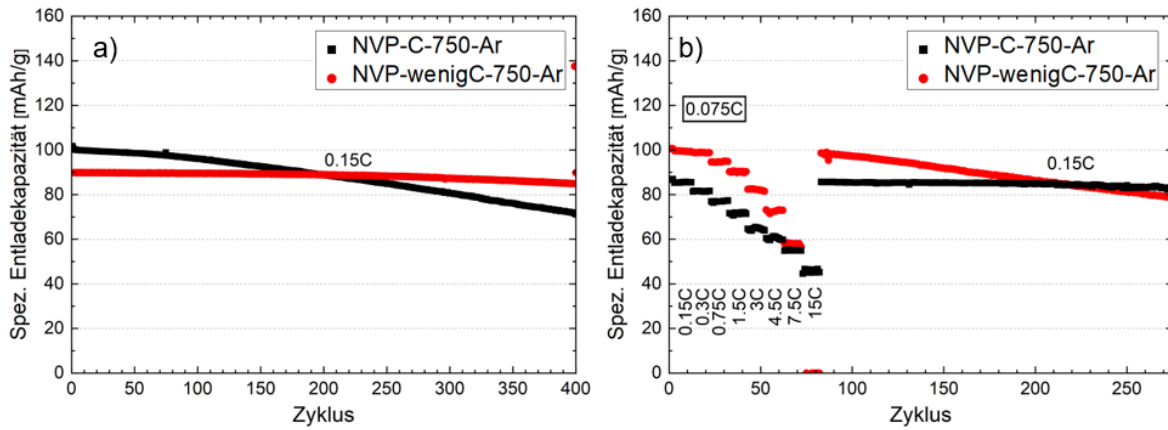 a)
NVP-C-750-Ar
NVP-wenigC-750-Ar
0.15C
Spez. Entladekapazität [mAh/g]
160
140
120
100
80
60
40
20
0
0
50
100
150
200
250
300
350
400
Zyklus
b)
NVP-C-750-Ar
NVP-wenigC-750-Ar
0.075C
0.15C
0.15C
0.3C
0.75C
1.5C
3C
4.5C
7.5C
15C
Spez. Entladekapazität [mAh/g]
160
140
120
100
80
60
40
20
0
0
50
100
150
200
250
Zyklus